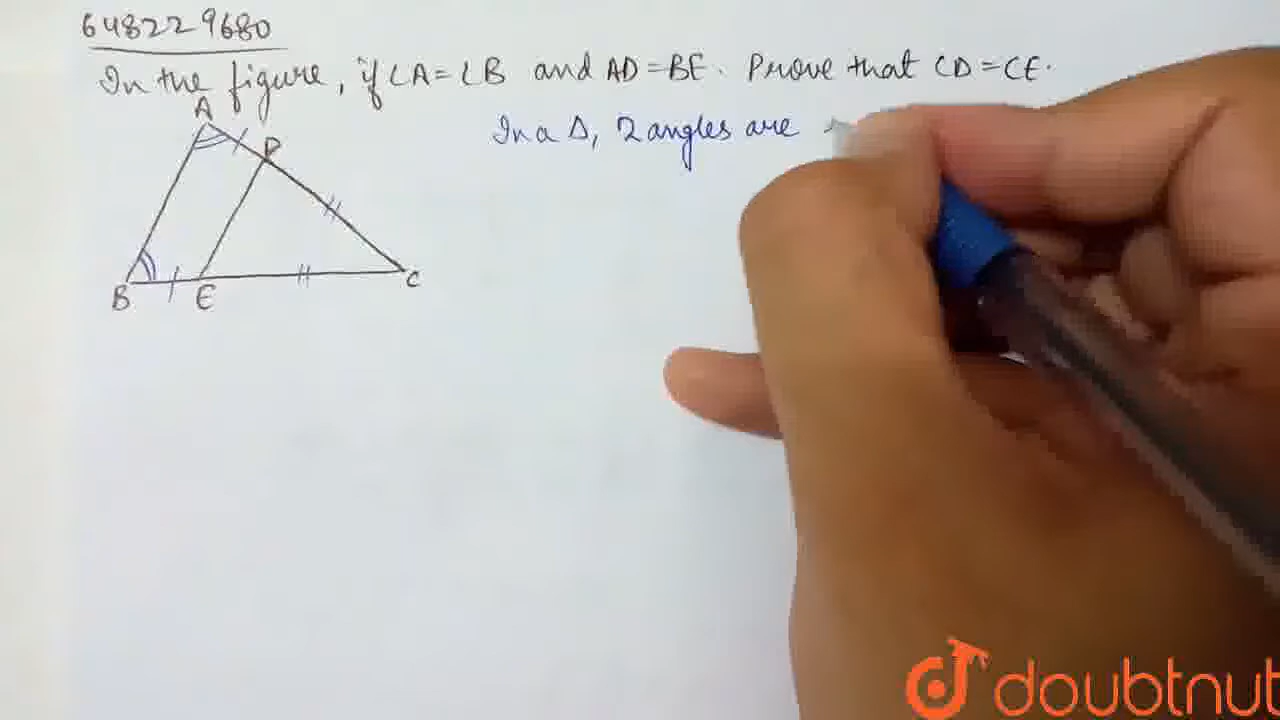 648229680
In the figure, if ∠A = ∠B and AD = BE. Prove that CD = CE.
In a Δ, 2 angles are
A
D
B
E
C
doubtnut